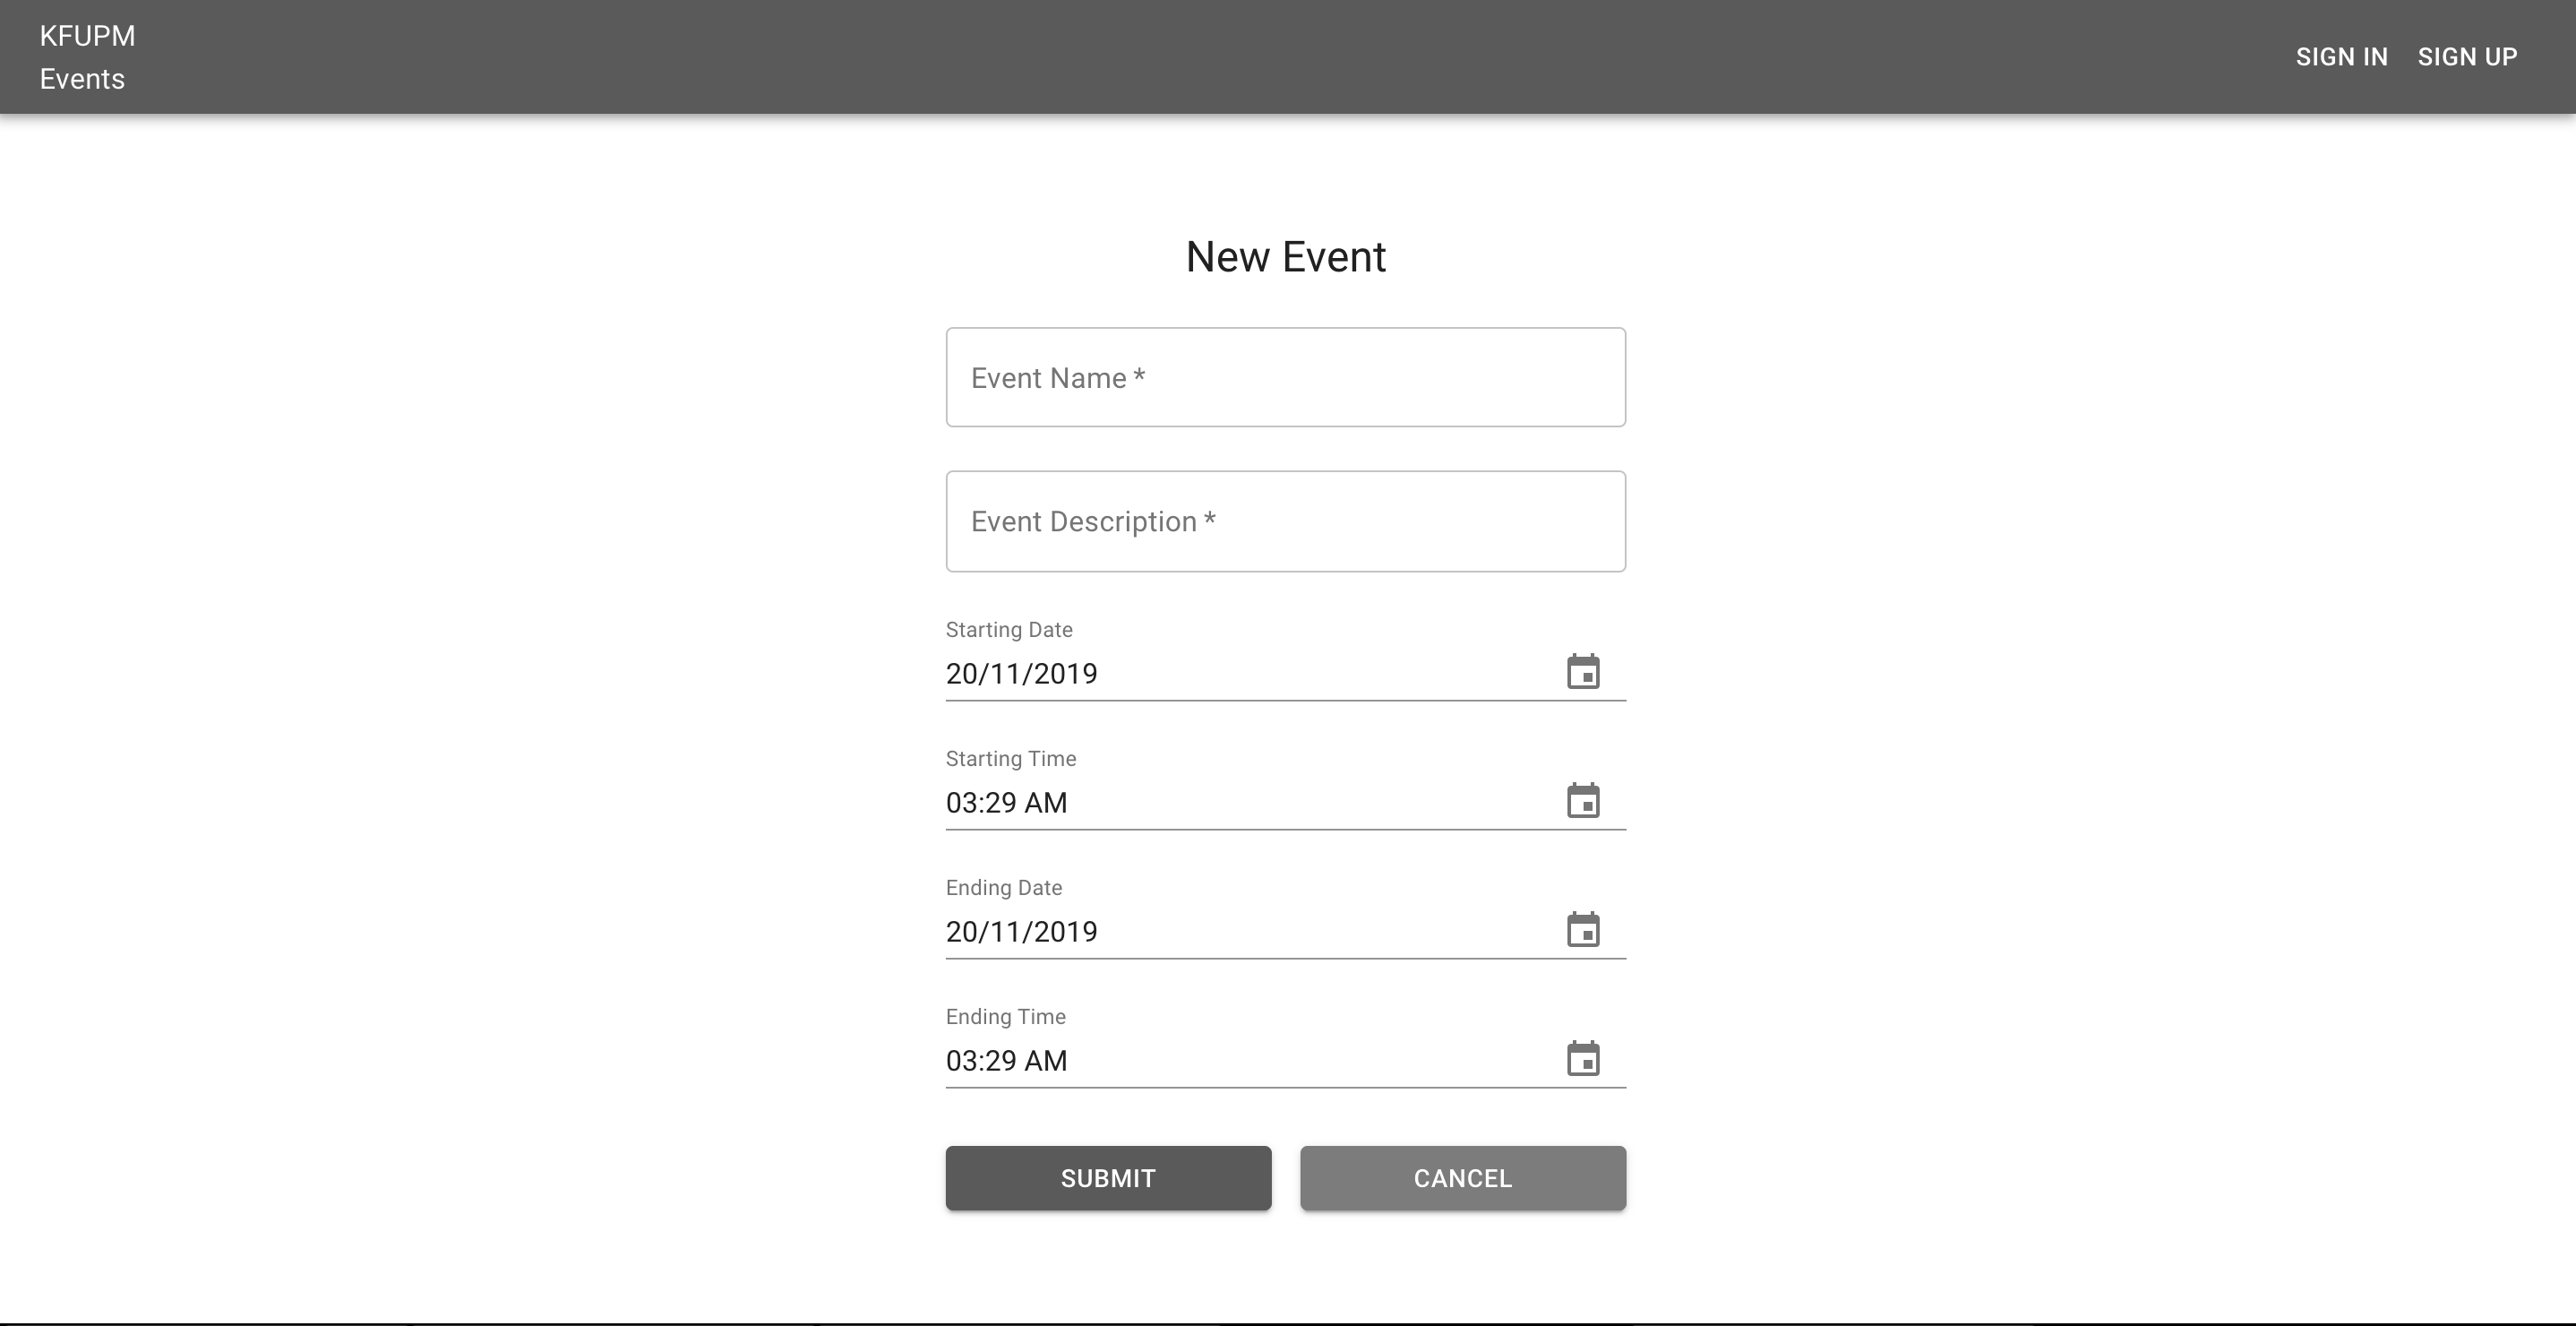 KFUPM
Events
SIGN IN
SIGN UP
New Event
Event Name *
Event Description *
Starting Date
20/11/2019
Starting Time
03:29 AM
Ending Date
20/11/2019
Ending Time
03:29 AM
SUBMIT
CANCEL